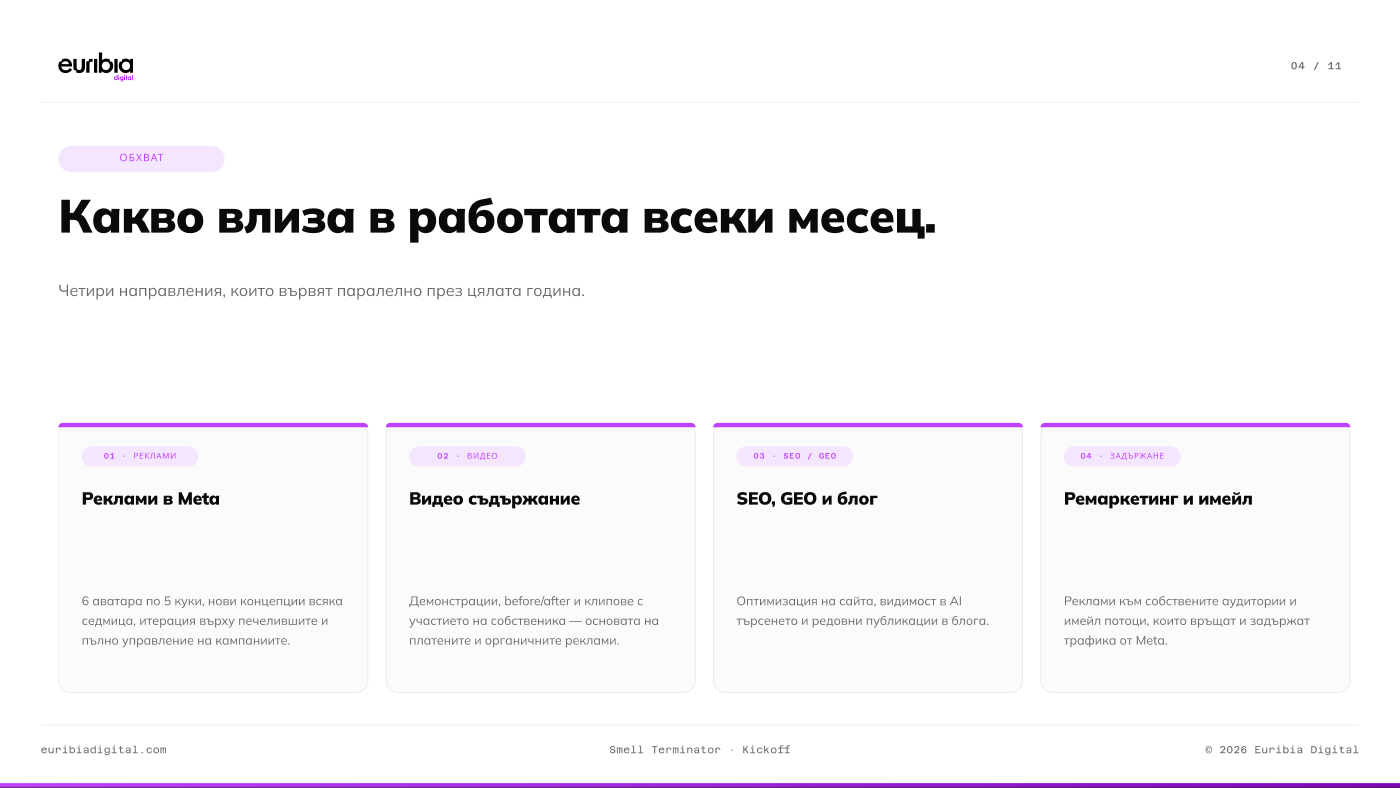 euribia
digital
04 / 11
ОБХВАТ
Какво влиза в работата всеки месец.
Четири направления, които вървят паралелно през цялата година.
01 · РЕКЛАМИ
Реклами в Meta
6 аватара по 5 куки, нови концепции всяка
седмица, итерация върху печелившите и
пълно управление на кампаниите.
02 · ВИДЕО
Видео съдържание
Демонстрации, before/after и клипове с
участието на собственика — основата на
платените и органичните реклами.
03 · SEO / GEO
SEO, GEO и блог
Оптимизация на сайта, видимост в AI
търсенето и редовни публикации в блога.
04 · ЗАДЪРЖАНЕ
Ремаркетинг и имейл
Реклами към собствените аудитории и
имейл потоци, които връщат и задържат
трафика от Meta.
euribiadigital.com
Smell Terminator · Kickoff
© 2026 Euribia Digital